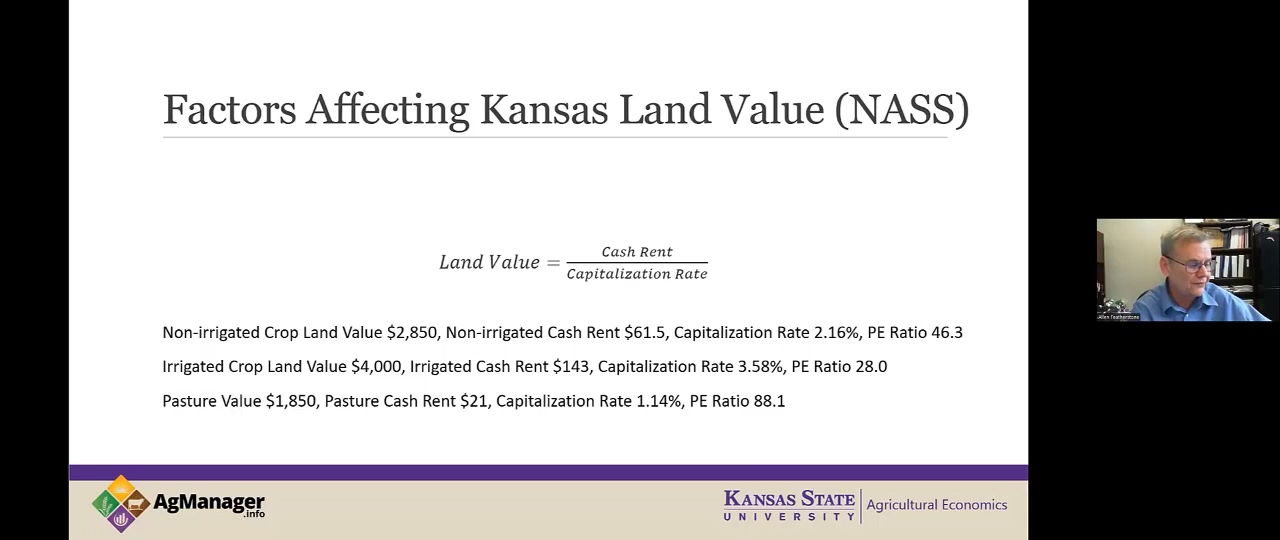 Factors Affecting Kansas Land Value (NASS)
Land Value = Cash Rent / Capitalization Rate
Non-irrigated Crop Land Value $2,850, Non-irrigated Cash Rent $61.5, Capitalization Rate 2.16%, PE Ratio 46.3
Irrigated Crop Land Value $4,000, Irrigated Cash Rent $143, Capitalization Rate 3.58%, PE Ratio 28.0
Pasture Value $1,850, Pasture Cash Rent $21, Capitalization Rate 1.14%, PE Ratio 88.1
AgManager
.info
KANSAS STATE
UNIVERSITY
Agricultural Economics
Allen Featherstone